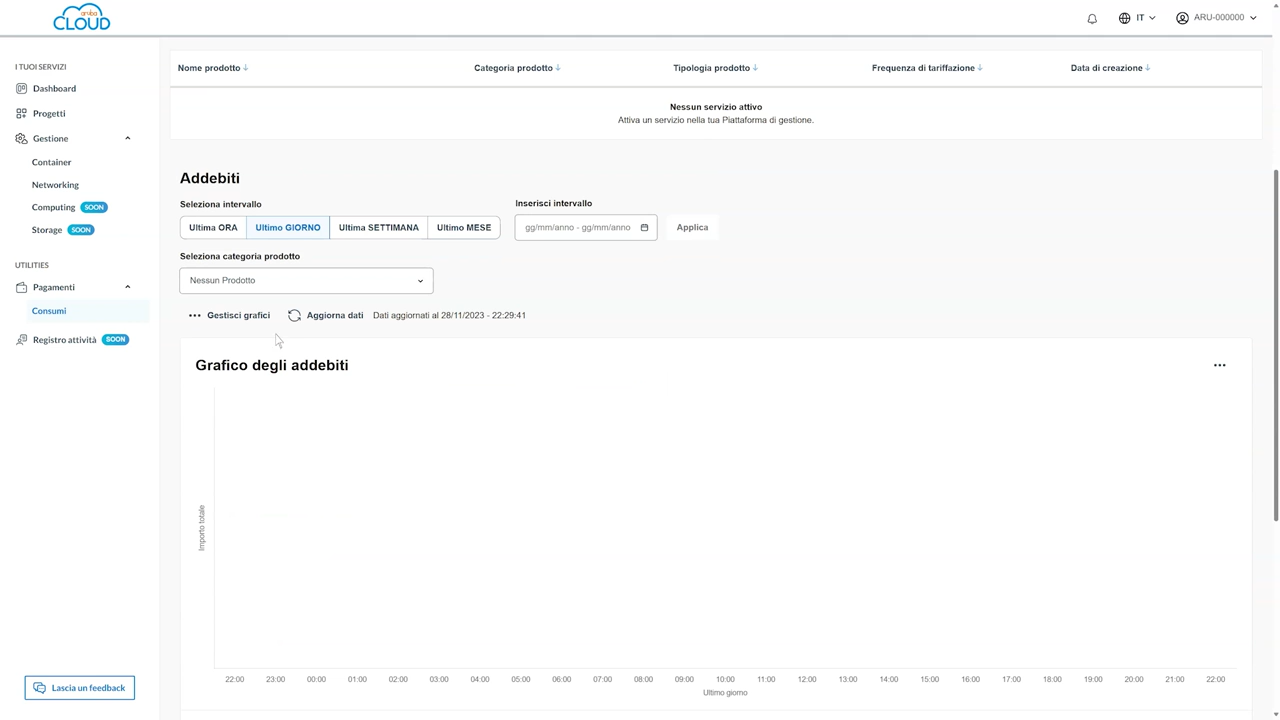 aruba
CLOUD
IT
ARU-000000
I TUOI SERVIZI
Dashboard
Progetti
Gestione
Container
Networking
Computing SOON
Storage SOON
UTILITIES
Pagamenti
Consumi
Registro attività SOON
Lascia un feedback
Nome prodotto Categoria prodotto Tipologia prodotto Frequenza di tariffazione Data di creazione
Nessun servizio attivo
Attiva un servizio nella tua Piattaforma di gestione.
Addebiti
Seleziona intervallo
Ultima ORA Ultimo GIORNO Ultima SETTIMANA Ultimo MESE
Inserisci intervallo
gg/mm/anno - gg/mm/anno
Applica
Seleziona categoria prodotto
Nessun Prodotto
Gestisci grafici Aggiorna dati Dati aggiornati al 28/11/2023 - 22:29:41
Grafico degli addebiti
Importo totale
22:00 23:00 00:00 01:00 02:00 03:00 04:00 05:00 06:00 07:00 08:00 09:00 10:00 11:00 12:00 13:00 14:00 15:00 16:00 17:00 18:00 19:00 20:00 21:00 22:00
Ultimo giorno